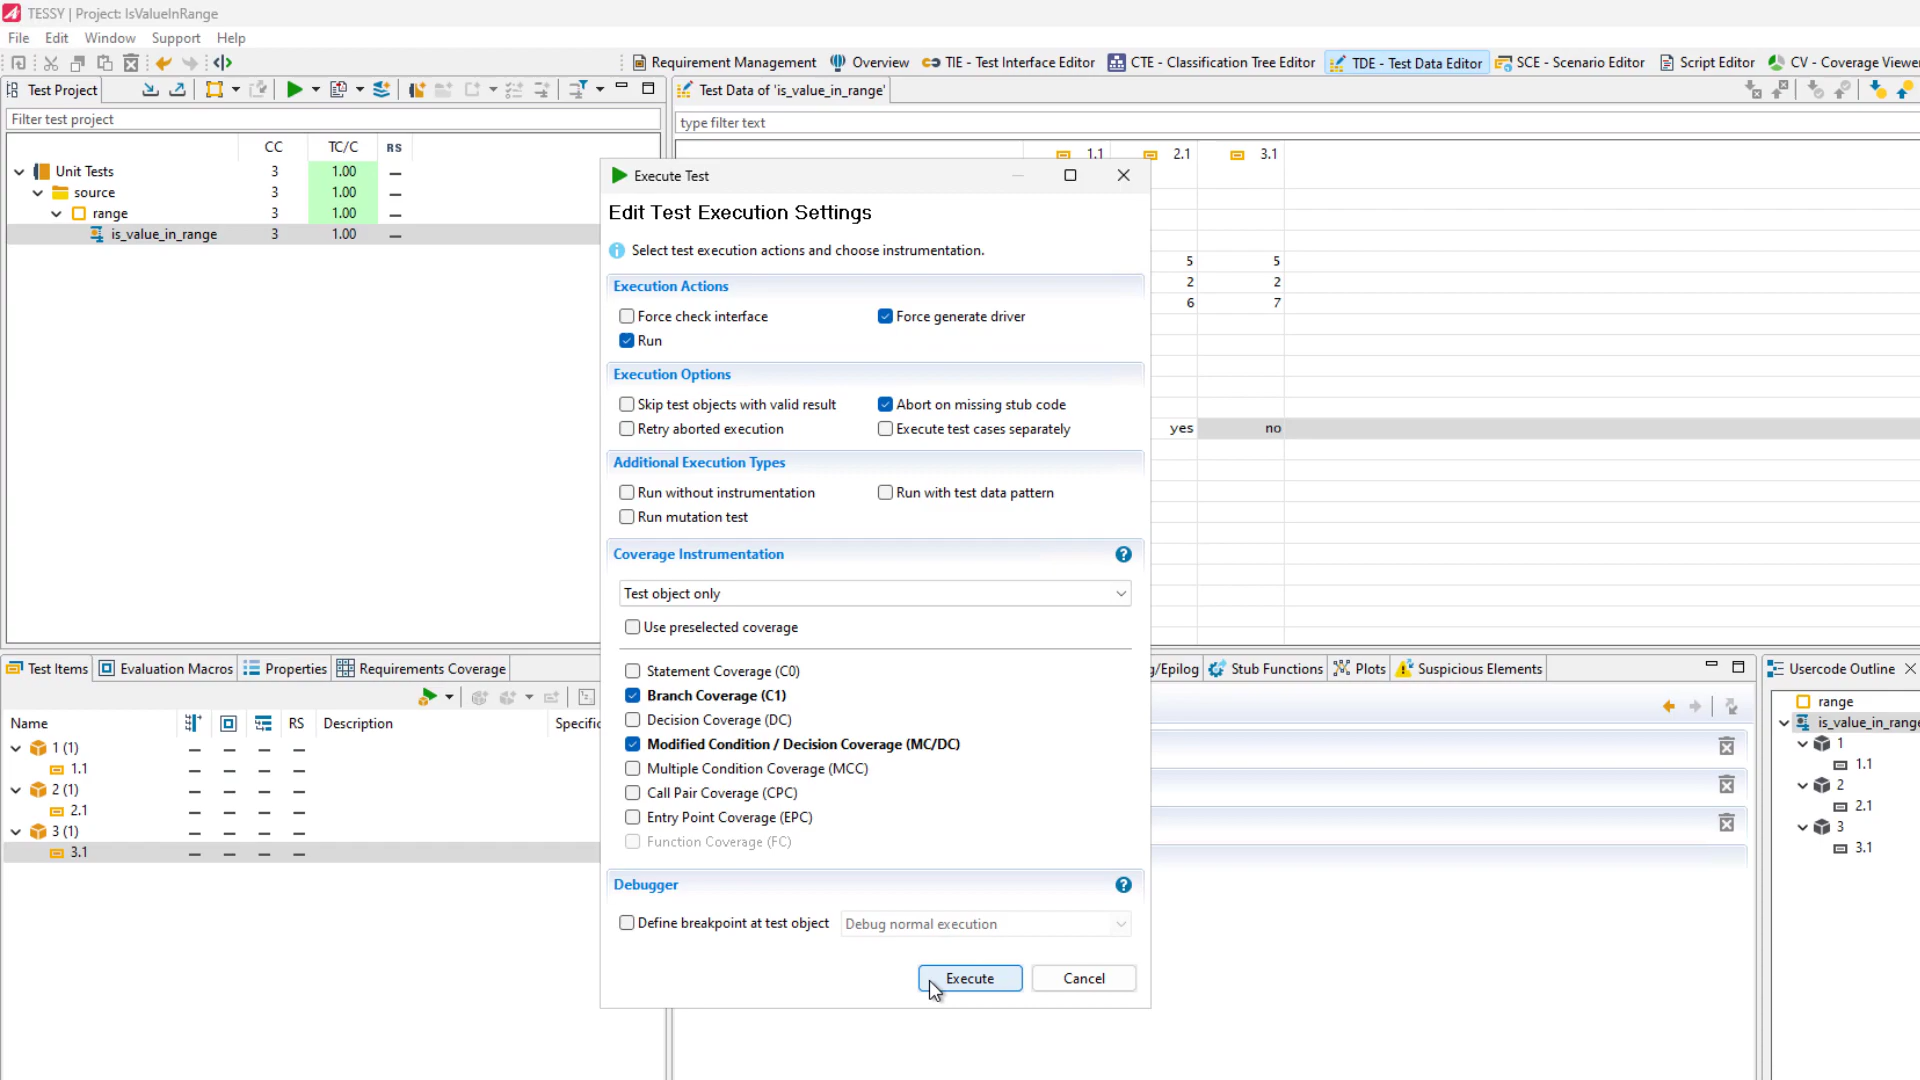 TESSY | Project: IsValueInRange
File Edit Window Support Help
Requirement Management Overview TIE - Test Interface Editor CTE - Classification Tree Editor TDE - Test Data Editor SCE - Scenario Editor Script Editor CV - Coverage Viewer
Test Project
Filter test project
CC TC/C RS
Unit Tests 3 1.00 —
source 3 1.00 —
range 3 1.00 —
is_value_in_range 3 1.00 —
Test Data of 'is_value_in_range'
type filter text
1.1 2.1 3.1
5 5
2 2
6 7
yes no
Execute Test
Edit Test Execution Settings
Select test execution actions and choose instrumentation.
Execution Actions
Force check interface Force generate driver
Run
Execution Options
Skip test objects with valid result Abort on missing stub code
Retry aborted execution Execute test cases separately
Additional Execution Types
Run without instrumentation Run with test data pattern
Run mutation test
Coverage Instrumentation
Test object only
Use preselected coverage
Statement Coverage (C0)
Branch Coverage (C1)
Decision Coverage (DC)
Modified Condition / Decision Coverage (MC/DC)
Multiple Condition Coverage (MCC)
Call Pair Coverage (CPC)
Entry Point Coverage (EPC)
Function Coverage (FC)
Debugger
Define breakpoint at test object Debug normal execution
Execute Cancel
Test Items Evaluation Macros Properties Requirements Coverage
Name RS Description Specific
1 (1) — — — —
1.1 — — — —
2 (1) — — — —
2.1 — — — —
3 (1) — — — —
3.1 — — — —
g/Epilog Stub Functions Plots Suspicious Elements
Usercode Outline
range
is_value_in_range
1
1.1
2
2.1
3
3.1